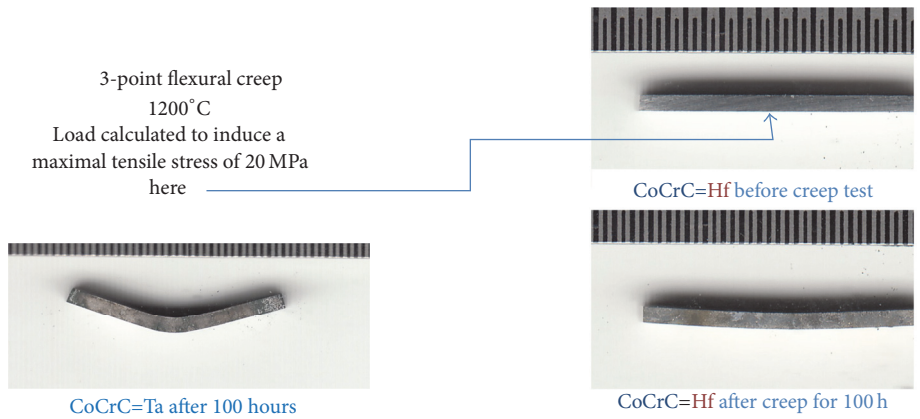 3-point flexural creep
1200°C
Load calculated to induce a
maximal tensile stress of 20 MPa
here
CoCrC=Hf before creep test
CoCrC=Ta after 100 hours
CoCrC=Hf after creep for 100 h